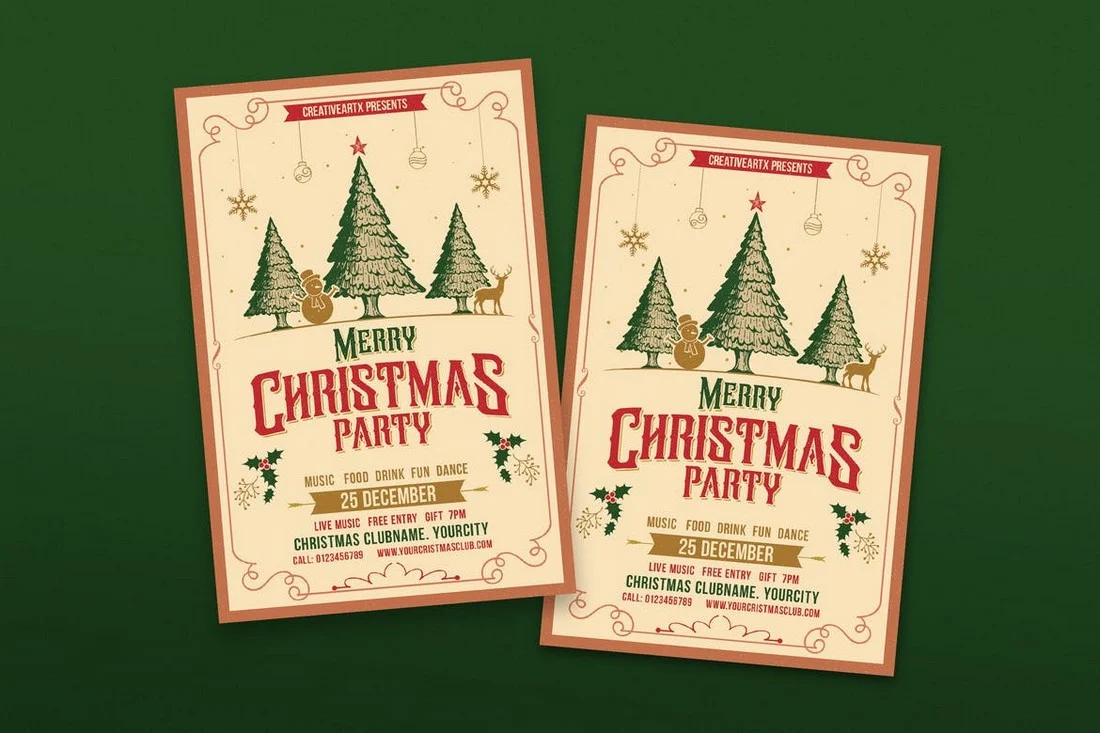 CREATIVEARTX PRESENTS
MERRY
CHRISTMAS
PARTY
MUSIC FOOD DRINK FUN DANCE
25 DECEMBER
LIVE MUSIC FREE ENTRY GIFT 7PM
CHRISTMAS CLUBNAME. YOURCITY
CALL: 0123456789 WWW.YOURCRISTMASCLUB.COM
CREATIVEARTX PRESENTS
MERRY
CHRISTMAS
PARTY
MUSIC FOOD DRINK FUN DANCE
25 DECEMBER
LIVE MUSIC FREE ENTRY GIFT 7PM
CHRISTMAS CLUBNAME. YOURCITY
CALL: 0123456789 WWW.YOURCRISTMASCLUB.COM